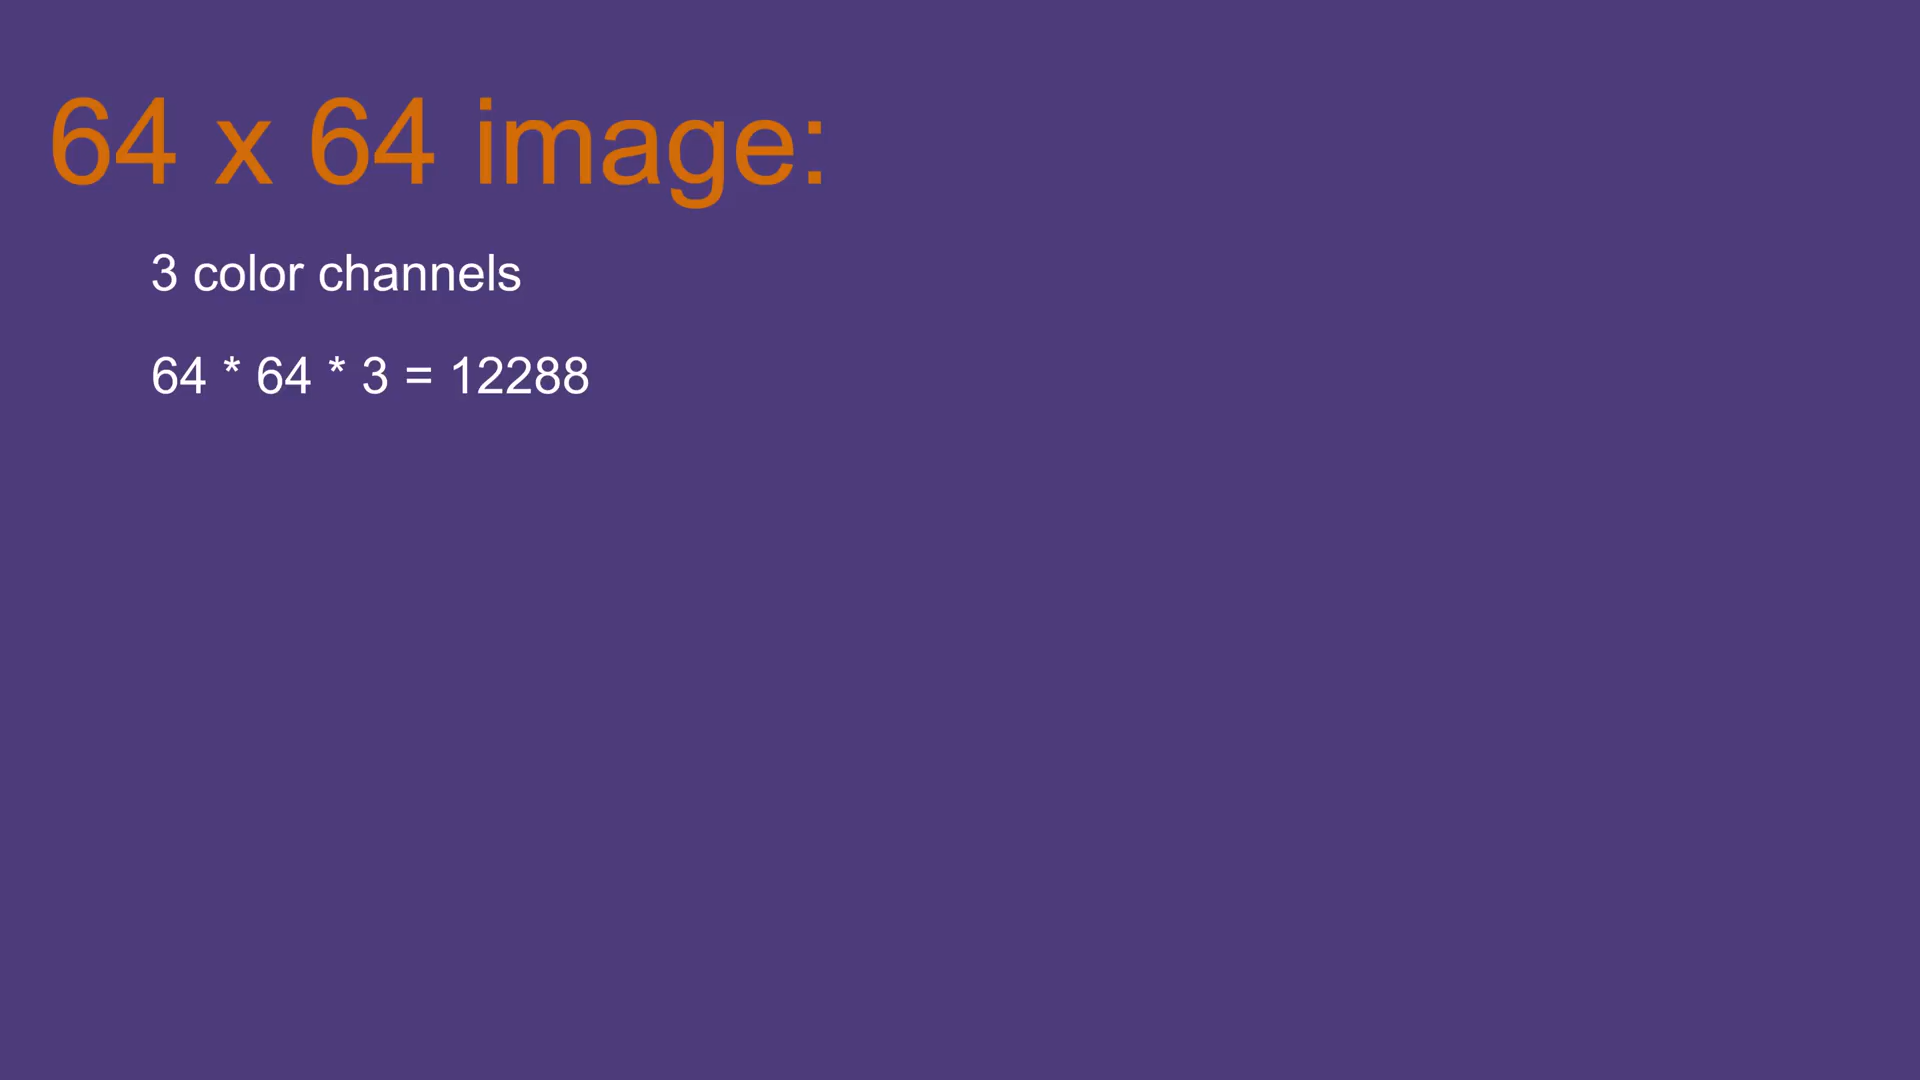 64 x 64 image:
3 color channels
64 * 64 * 3 = 12288